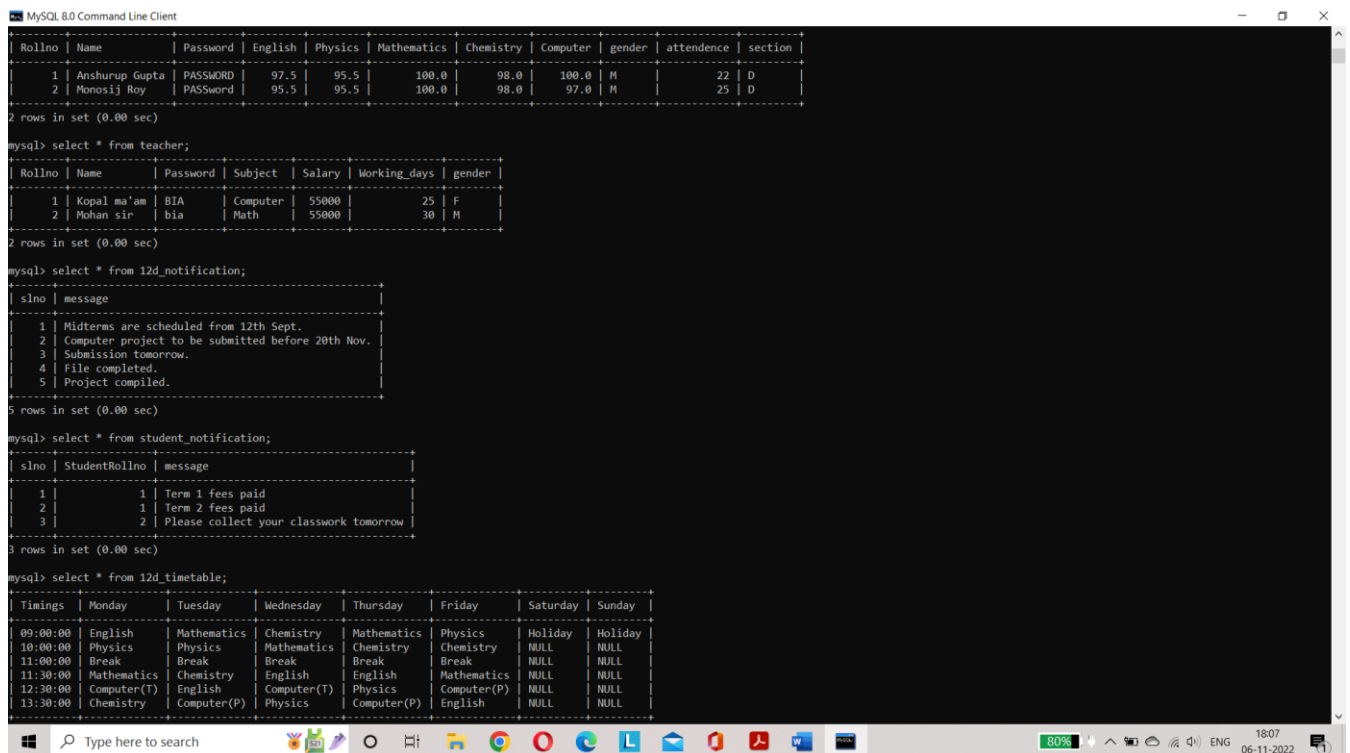 MySQL 8.0 Command Line Client
| Rollno | Name | Password | English | Physics | Mathematics | Chemistry | Computer | gender | attendence | section |
| 1 | Anshurup Gupta | PASSWORD | 97.5 | 95.5 | 100.0 | 98.0 | 100.0 | M | 22 | D |
| 2 | Monosij Roy | PASSword | 95.5 | 95.5 | 100.0 | 98.0 | 97.0 | M | 25 | D |
2 rows in set (0.00 sec)
mysql> select * from teacher;
| Rollno | Name | Password | Subject | Salary | Working_days | gender |
| 1 | Kopal ma'am | BIA | Computer | 55000 | 25 | F |
| 2 | Mohan sir | bia | Math | 55000 | 30 | M |
2 rows in set (0.00 sec)
mysql> select * from 12d_notification;
| slno | message |
| 1 | Midterms are scheduled from 12th Sept. |
| 2 | Computer project to be submitted before 20th Nov. |
| 3 | Submission tomorrow. |
| 4 | File completed. |
| 5 | Project compiled. |
5 rows in set (0.00 sec)
mysql> select * from student_notification;
| slno | StudentRollno | message |
| 1 | 1 | Term 1 fees paid |
| 2 | 1 | Term 2 fees paid |
| 3 | 2 | Please collect your classwork tomorrow |
3 rows in set (0.00 sec)
mysql> select * from 12d_timetable;
| Timings | Monday | Tuesday | Wednesday | Thursday | Friday | Saturday | Sunday |
| 09:00:00 | English | Mathematics | Chemistry | Mathematics | Physics | Holiday | Holiday |
| 10:00:00 | Physics | Physics | Mathematics | Chemistry | Chemistry | NULL | NULL |
| 11:00:00 | Break | Break | Break | Break | Break | NULL | NULL |
| 11:30:00 | Mathematics | Chemistry | English | English | Mathematics | NULL | NULL |
| 12:30:00 | Computer(T) | English | Computer(T) | Physics | Computer(P) | NULL | NULL |
| 13:30:00 | Chemistry | Computer(P) | Physics | Computer(P) | English | NULL | NULL |
Type here to search
80%
ENG
18:07
06-11-2022